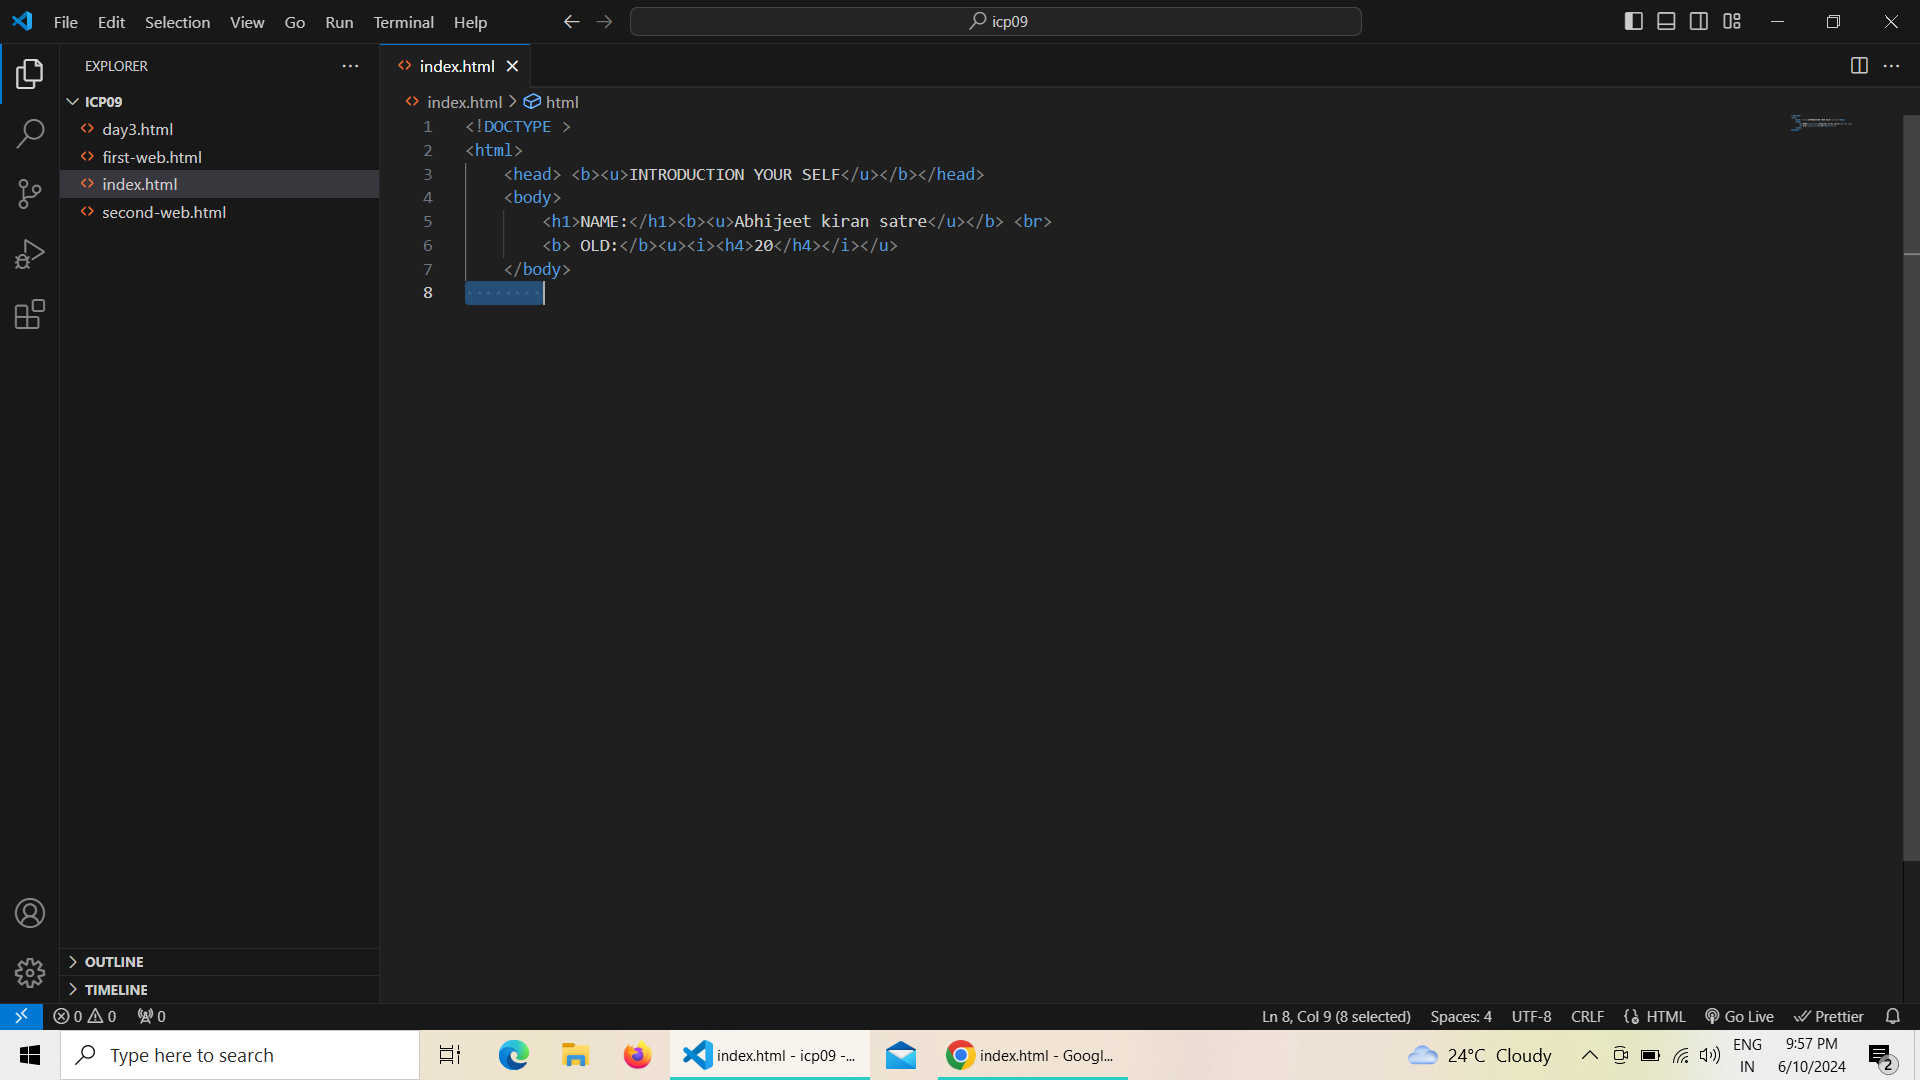 File Edit Selection View Go Run Terminal Help
icp09
EXPLORER
index.html
ICP09
day3.html
first-web.html
index.html
second-web.html
index.html > html
1 <!DOCTYPE >
2 <html>
3 <head> <b><u>INTRODUCTION YOUR SELF</u></b></head>
4 <body>
5 <h1>NAME:</h1><b><u>Abhijeet kiran satre</u></b> <br>
6 <b> OLD:</b><u><i><h4>20</h4></i></u>
7 </body>
8
OUTLINE
TIMELINE
0 0 0
Ln 8, Col 9 (8 selected) Spaces: 4 UTF-8 CRLF HTML Go Live Prettier
Type here to search
index.html - icp09 -...
index.html - Googl...
24°C Cloudy
ENG
IN
9:57 PM
6/10/2024
2